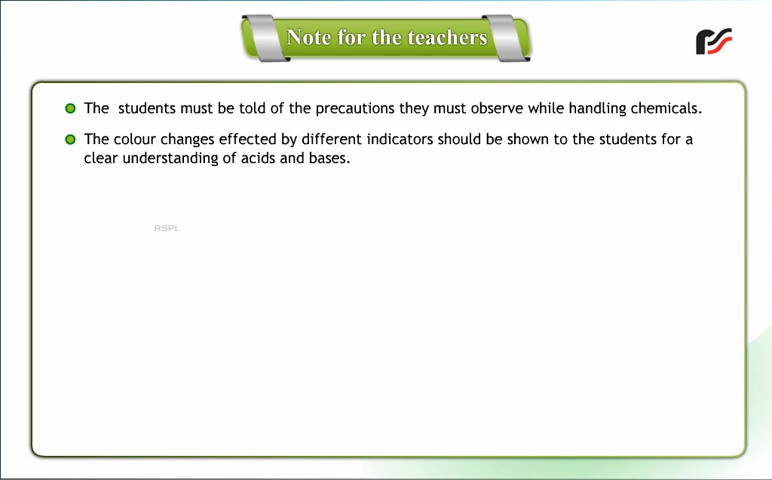 Note for the teachers
The  students must be told of the precautions they must observe while handling chemicals.
The colour changes effected by different indicators should be shown to the students for a
clear understanding of acids and bases.
RSPL